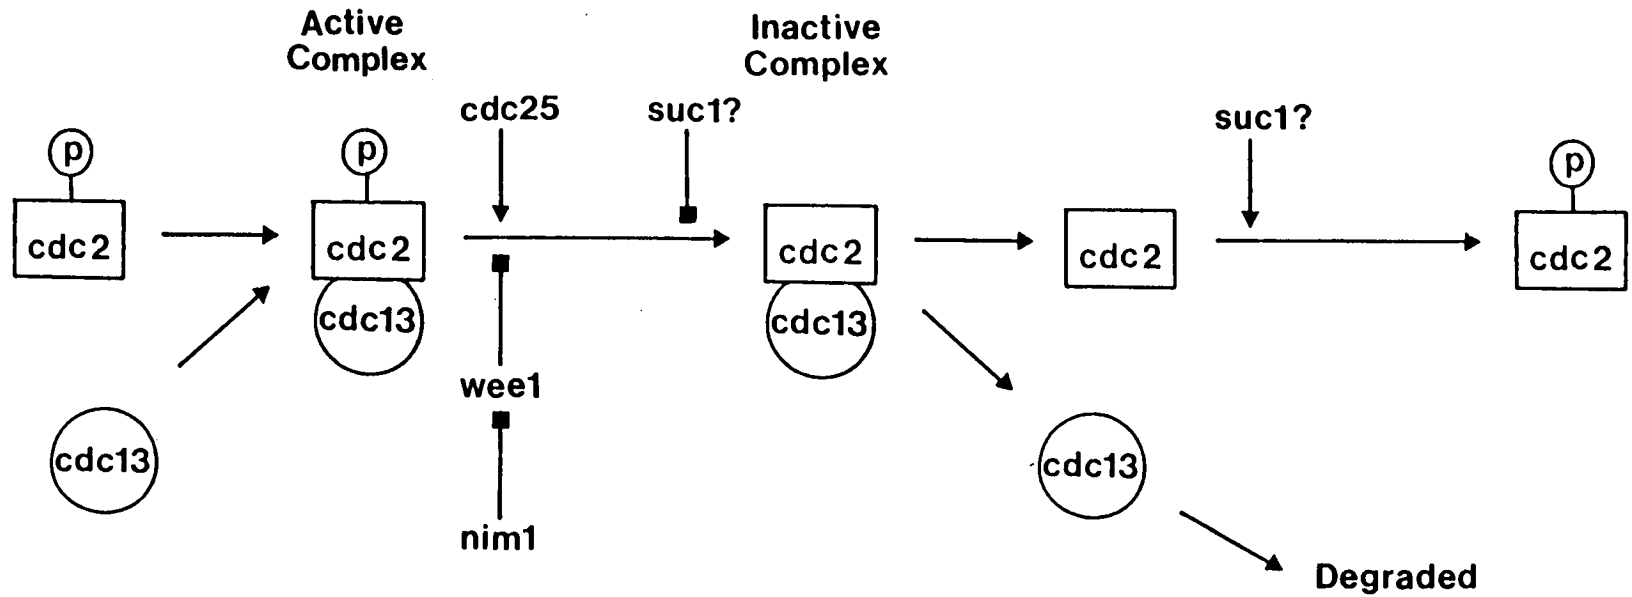 Active
Complex
Inactive
Complex
cdc25
suc1?
suc1?
p
p
p
cdc2
cdc2
cdc2
cdc2
cdc2
cdc13
cdc13
wee1
cdc13
cdc13
nim1
Degraded